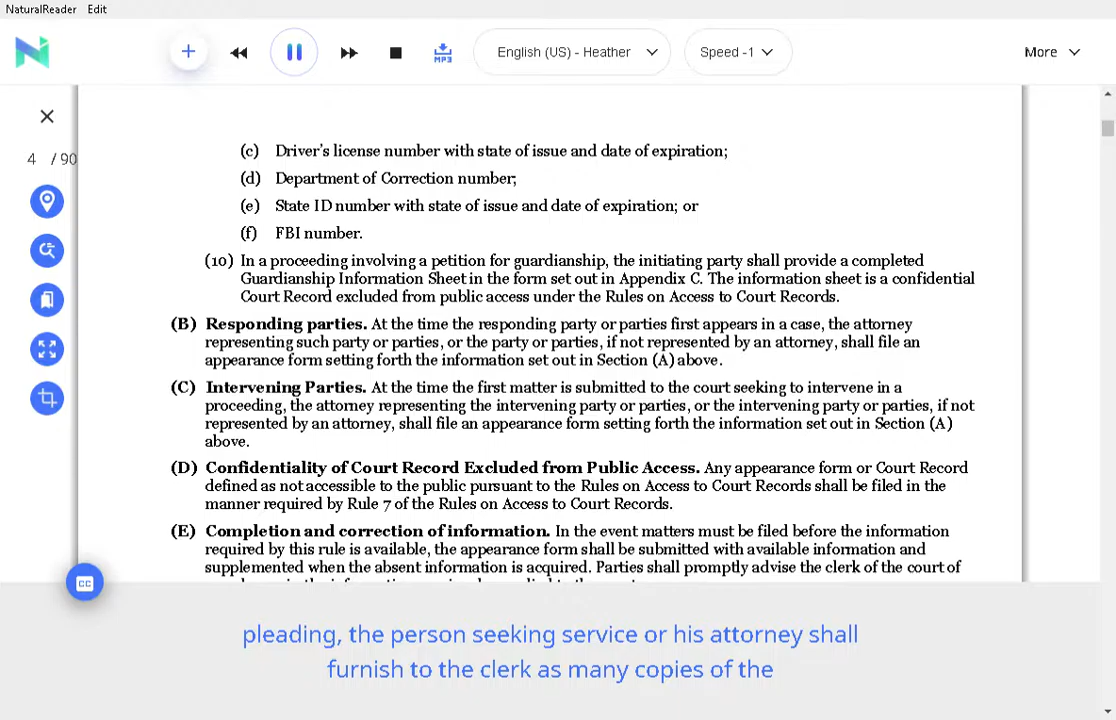 NaturalReader Edit
MP3 English (US) - Heather Speed -1 More
4 / 90
(c) Driver's license number with state of issue and date of expiration;
(d) Department of Correction number;
(e) State ID number with state of issue and date of expiration; or
(f) FBI number.
(10) In a proceeding involving a petition for guardianship, the initiating party shall provide a completed
Guardianship Information Sheet in the form set out in Appendix C. The information sheet is a confidential
Court Record excluded from public access under the Rules on Access to Court Records.
(B) Responding parties. At the time the responding party or parties first appears in a case, the attorney
representing such party or parties, or the party or parties, if not represented by an attorney, shall file an
appearance form setting forth the information set out in Section (A) above.
(C) Intervening Parties. At the time the first matter is submitted to the court seeking to intervene in a
proceeding, the attorney representing the intervening party or parties, or the intervening party or parties, if not
represented by an attorney, shall file an appearance form setting forth the information set out in Section (A)
above.
(D) Confidentiality of Court Record Excluded from Public Access. Any appearance form or Court Record
defined as not accessible to the public pursuant to the Rules on Access to Court Records shall be filed in the
manner required by Rule 7 of the Rules on Access to Court Records.
(E) Completion and correction of information. In the event matters must be filed before the information
required by this rule is available, the appearance form shall be submitted with available information and
supplemented when the absent information is acquired. Parties shall promptly advise the clerk of the court of
CC
pleading, the person seeking service or his attorney shall
furnish to the clerk as many copies of the